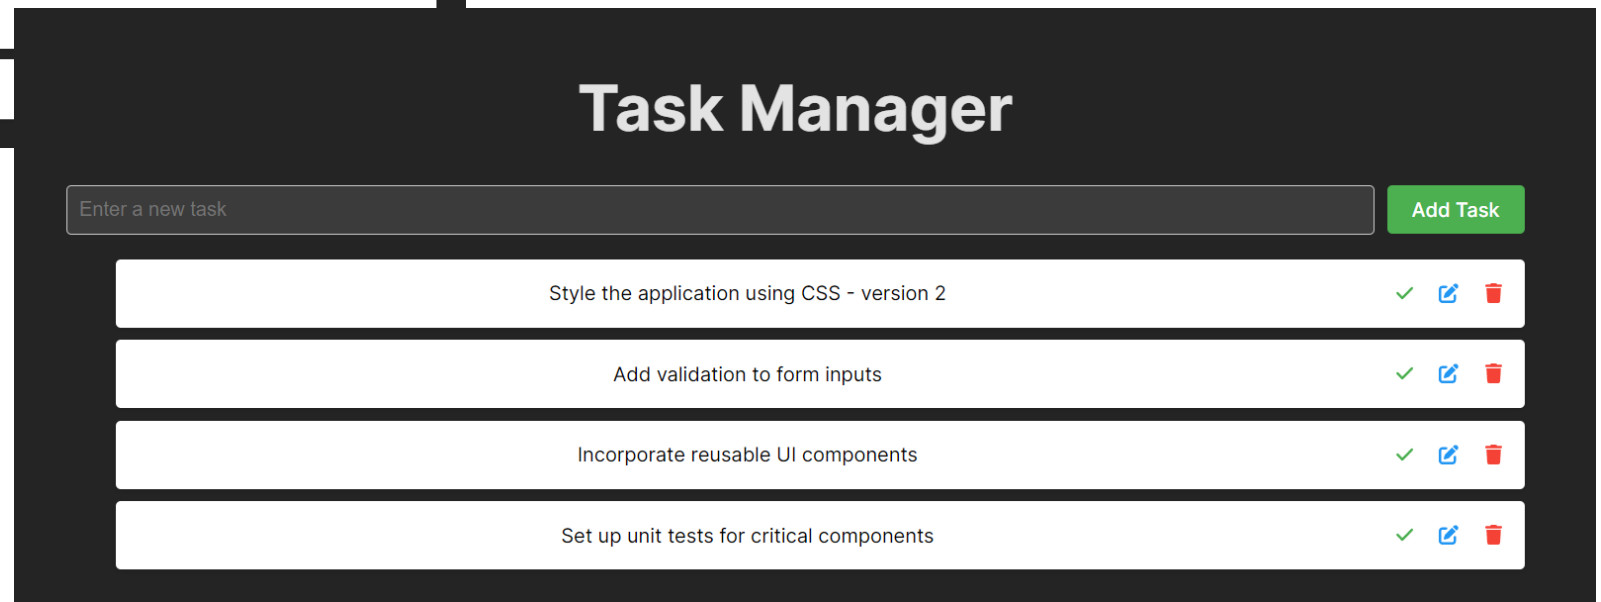 Task Manager
Enter a new task
Add Task
Style the application using CSS - version 2
Add validation to form inputs
Incorporate reusable UI components
Set up unit tests for critical components